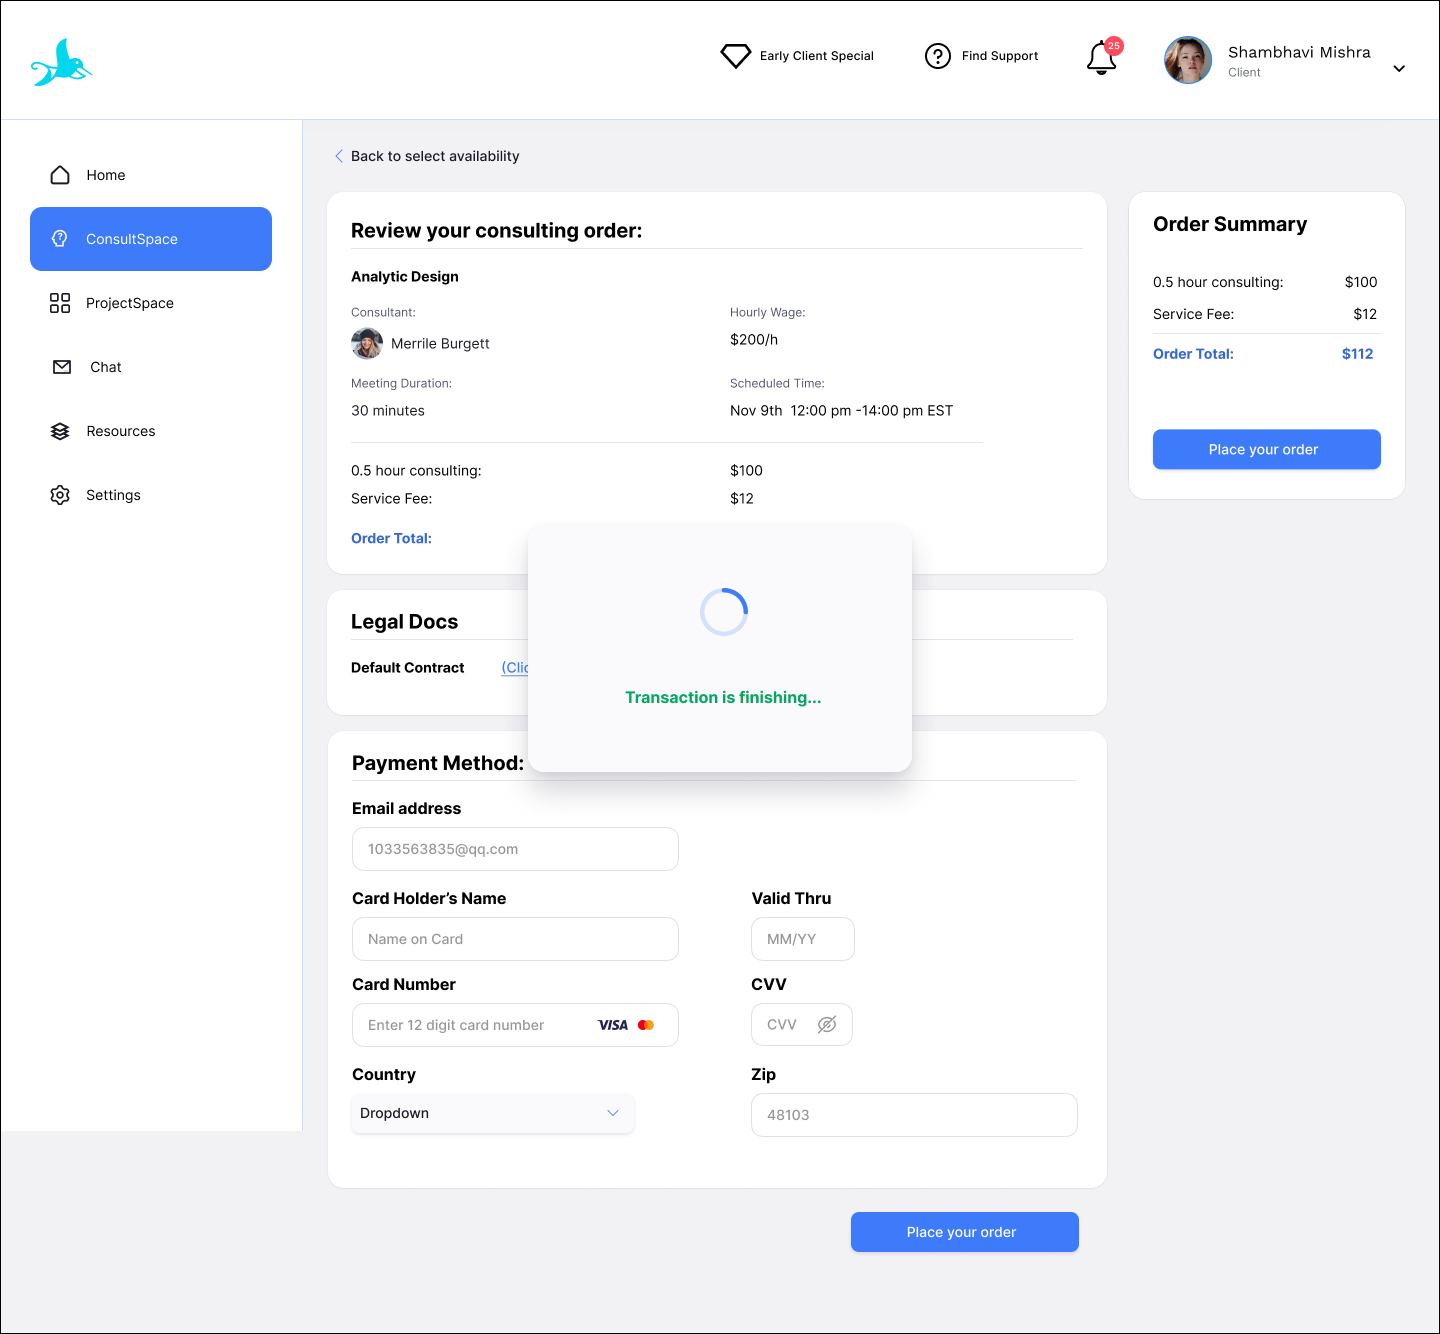 Early Client Special
Find Support
25
Shambhavi Mishra
Client
Home
ConsultSpace
ProjectSpace
Chat
Resources
Settings
Back to select availability
Review your consulting order:
Analytic Design
Consultant:
Merrile Burgett
Hourly Wage:
$200/h
Meeting Duration:
30 minutes
Scheduled Time:
Nov 9th  12:00 pm -14:00 pm EST
0.5 hour consulting:
$100
Service Fee:
$12
Order Total:
Order Summary
0.5 hour consulting:
$100
Service Fee:
$12
Order Total:
$112
Place your order
Legal Docs
Default Contract
Transaction is finishing...
Payment Method:
Email address
1033563835@qq.com
Card Holder’s Name
Name on Card
Valid Thru
MM/YY
Card Number
Enter 12 digit card number
VISA
CVV
CVV
Country
Dropdown
Zip
48103
Place your order